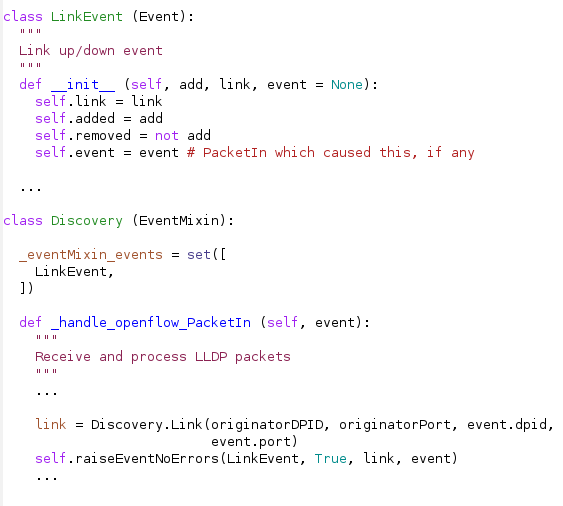 class LinkEvent (Event):
  """
  Link up/down event
  """
  def __init__ (self, add, link, event = None):
    self.link = link
    self.added = add
    self.removed = not add
    self.event = event # PacketIn which caused this, if any

  ...

class Discovery (EventMixin):

  _eventMixin_events = set([
    LinkEvent,
  ])

  def _handle_openflow_PacketIn (self, event):
    """
    Receive and process LLDP packets
    """
    ...

    link = Discovery.Link(originatorDPID, originatorPort, event.dpid,
                          event.port)
    self.raiseEventNoErrors(LinkEvent, True, link, event)
    ...